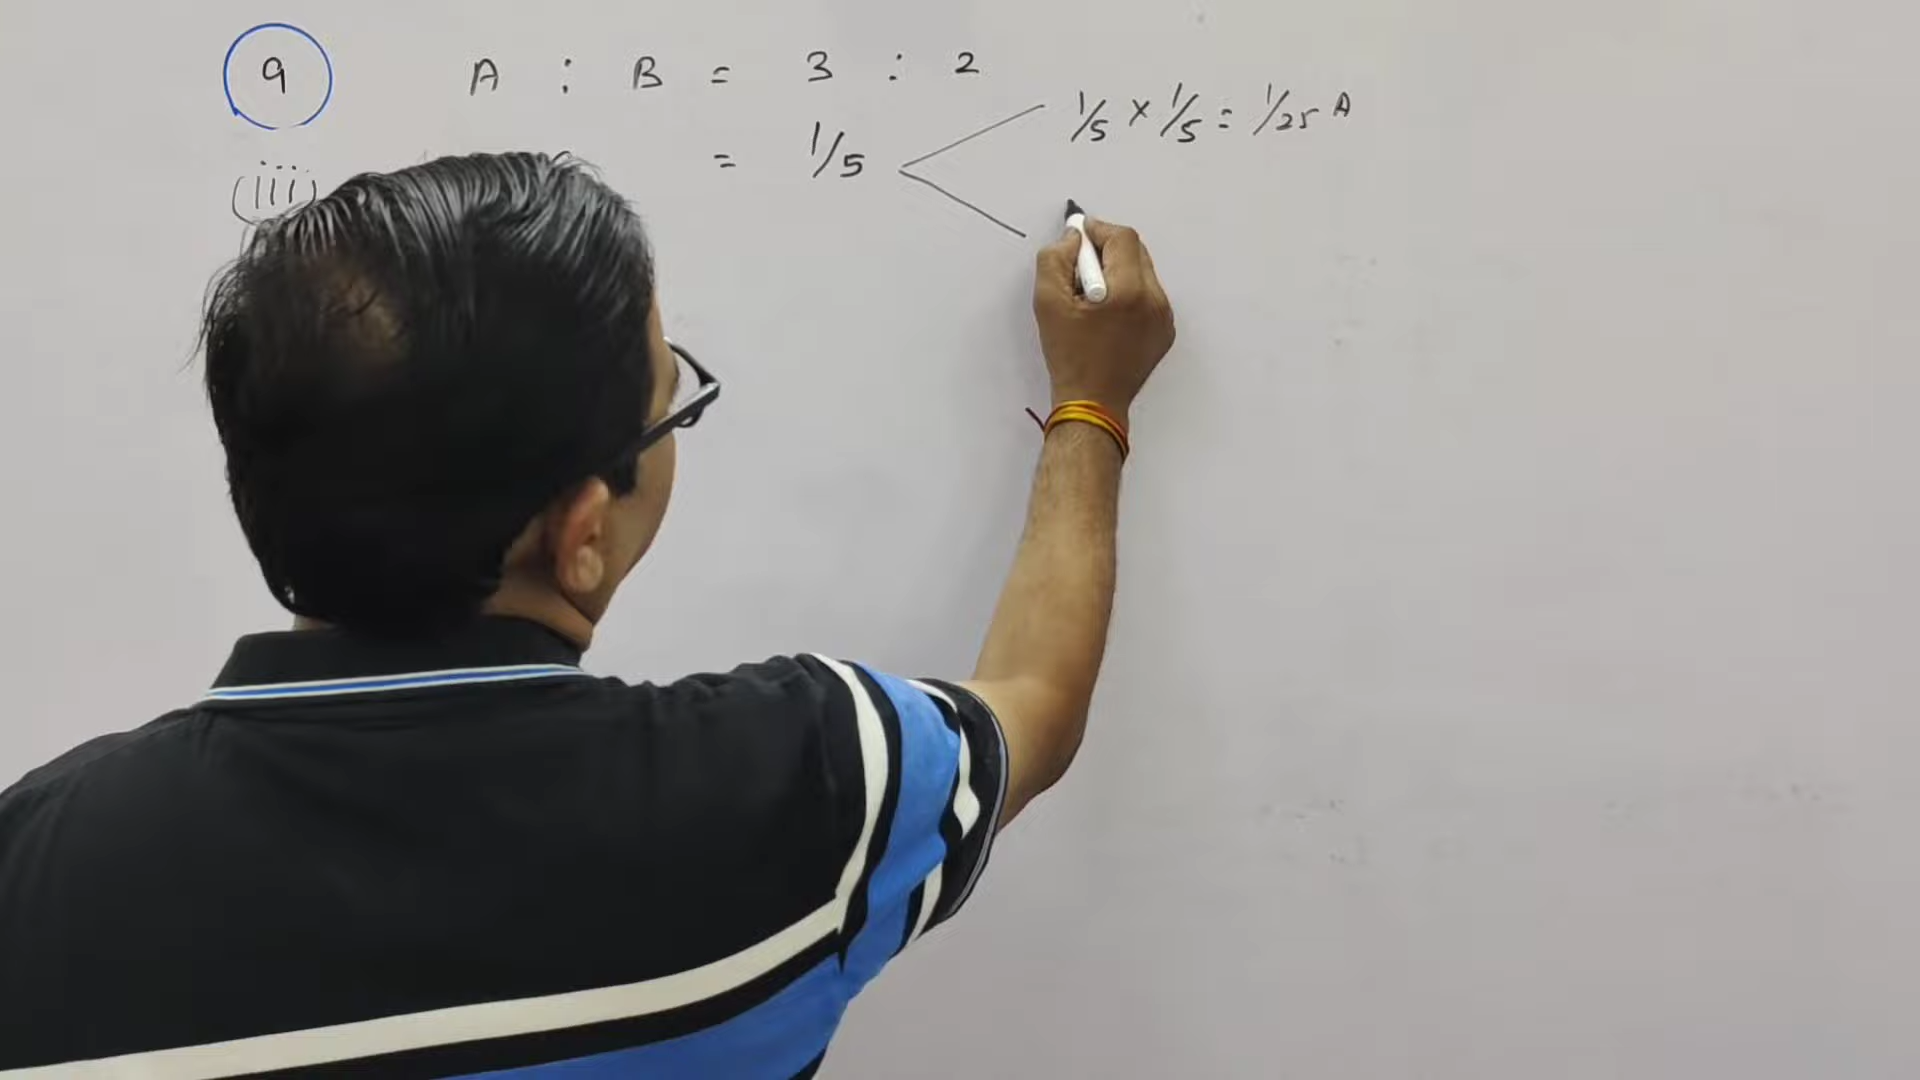 9 A : B = 3 : 2
(iii) = 1/5
1/5 × 1/5 = 1/25 A